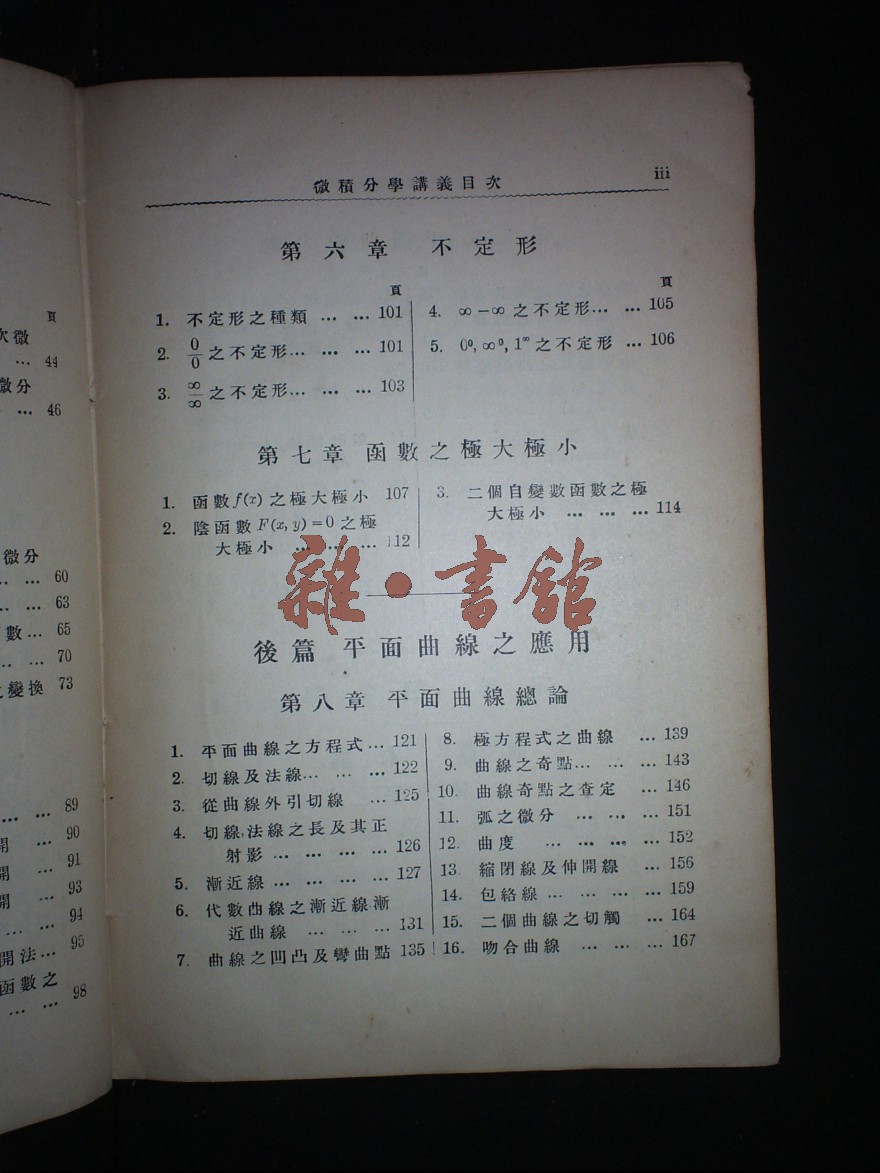 頁
次微
… 44
微分
… 46
微分
… … 60
… … 63
數… 65
… … 70
變換 73
… … 89
開 … 90
開 … 91
開 … 93
… … 94
開法… 95
函數之
… … 98
微積分學講義目次 iii
第六章 不定形
頁
1. 不定形之種類 … … 101
2. 0/0 之不定形… … … 101
3. ∞/∞ 之不定形… … … 103
頁
4. ∞-∞ 之不定形… … 105
5. 0⁰, ∞⁰, 1^∞ 之不定形 … 106
第七章 函數之極大極小
1. 函數 f(x) 之極大極小 107
2. 陰函數 F(x, y)=0 之極
大極小 … … … 112
3. 二個自變數函數之極
大極小 … … … 114
雜·書館
後篇 平面曲線之應用
第八章 平面曲線總論
1. 平面曲線之方程式… 121
2. 切線及法線… … … 122
3. 從曲線外引切線 … 125
4. 切線,法線之長及其正
射影 … … … … 126
5. 漸近線… … … … 127
6. 代數曲線之漸近線漸
近曲線 … … … 131
7. 曲線之凹凸及彎曲點 135
8. 極方程式之曲線 … 139
9. 曲線之奇點… … … 143
10. 曲線奇點之查定 … 146
11. 弧之微分 … … … 151
12. 曲度 … … … … 152
13. 縮閉線及伸開線 … 156
14. 包絡線… … … … 159
15. 二個曲線之切觸 … 164
16. 吻合曲線 … … … 167